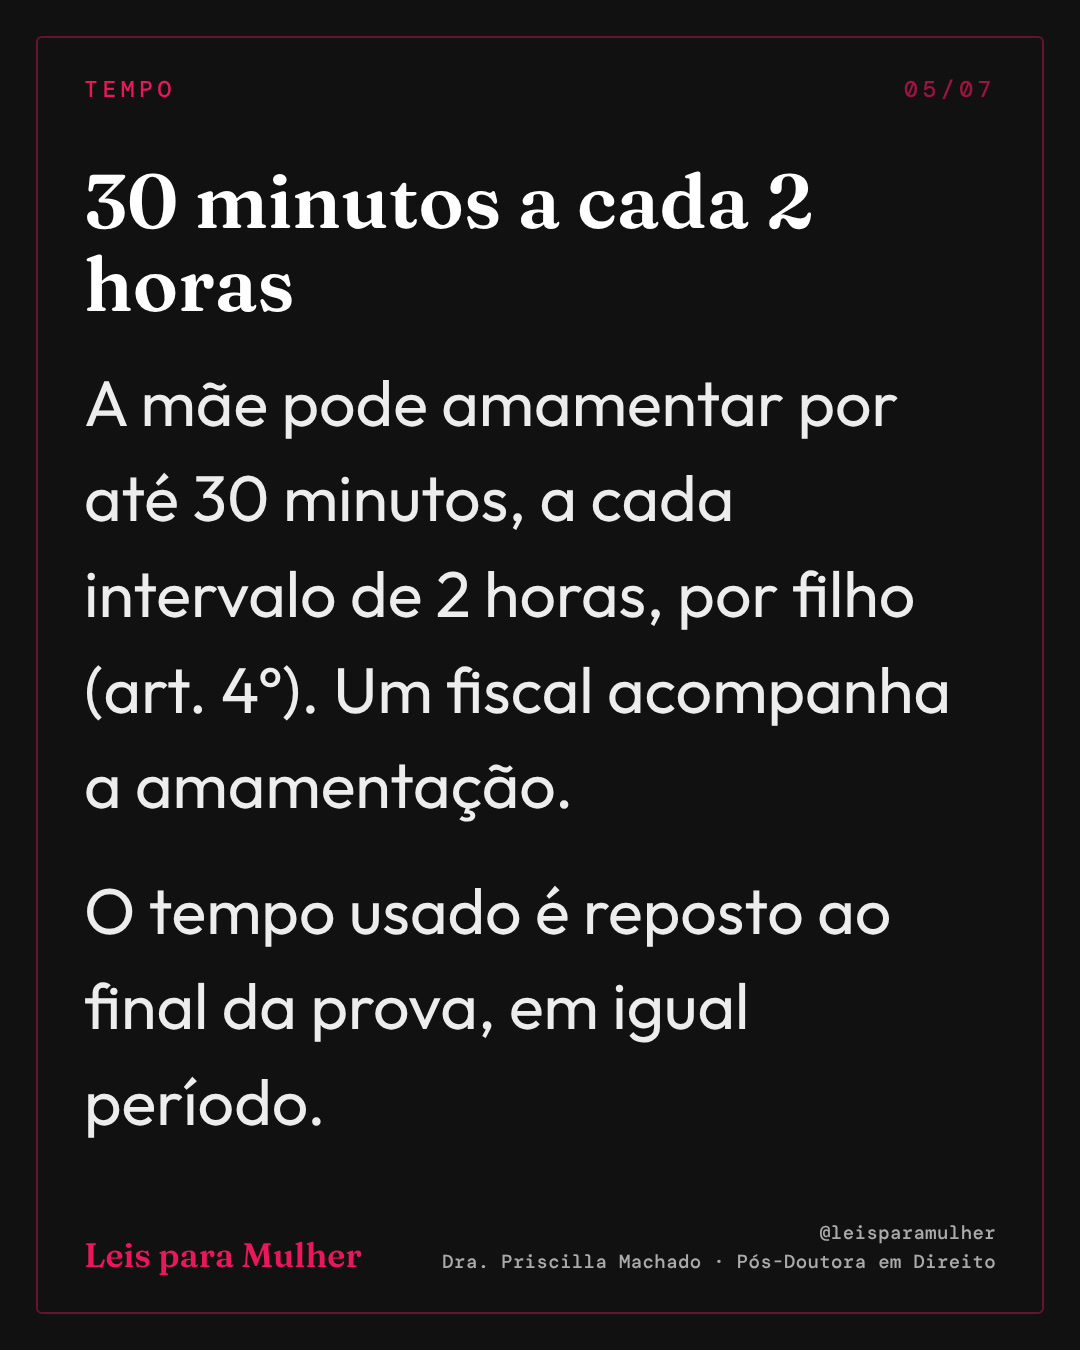 TEMPO
05/07
30 minutos a cada 2
horas
A mãe pode amamentar por
até 30 minutos, a cada
intervalo de 2 horas, por filho
(art. 4º). Um fiscal acompanha
a amamentação.
O tempo usado é reposto ao
final da prova, em igual
período.
@leisparamulher
Leis para Mulher
Dra. Priscilla Machado · Pós-Doutora em Direito